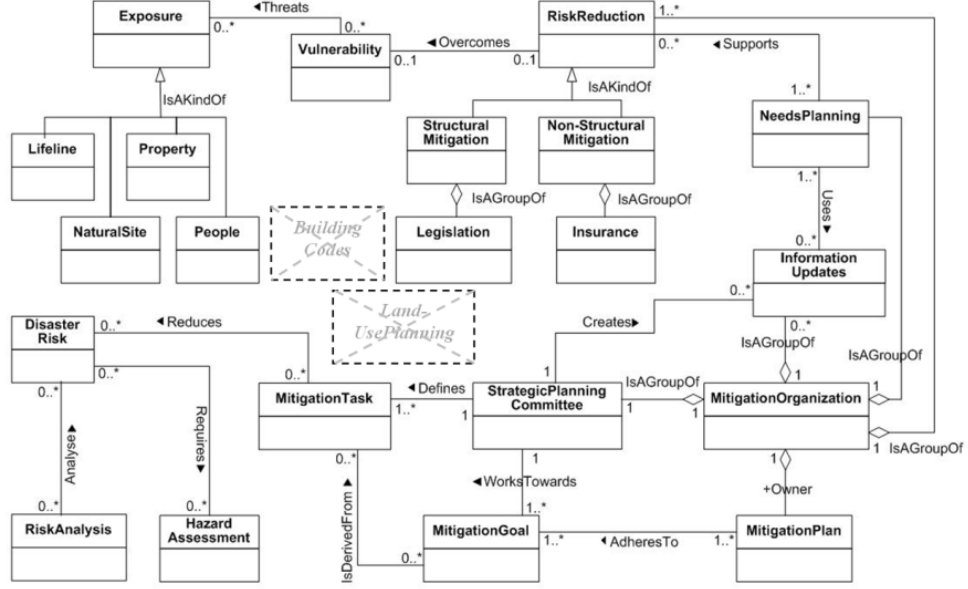 Exposure
◄Threats
0..*
0..*
Vulnerability
RiskReduction
1..*
◄Overcomes
0..1
0..1
0..*
◄Supports
1..*
IsAKindOf
IsAKindOf
Lifeline
Property
NaturalSite
People
Structural
Mitigation
Non-Structural
Mitigation
NeedsPlanning
IsAGroupOf
IsAGroupOf
Legislation
Insurance
1..*
Uses►
0..*
Building
Codes
Information
Updates
Land-
UsePlanning
0..*
Creates►
0..*
IsAGroupOf
IsAGroupOf
Disaster
Risk
0..*
◄Reduces
0..*
0..*
0..*
MitigationTask
◄Defines
1..*
1
1
StrategicPlanning
Committee
IsAGroupOf
1
1
1
MitigationOrganization
1
1
IsAGroupOf
Analyse►
Requires►
0..*
1
◄WorksTowards
1
+Owner
0..*
0..*
RiskAnalysis
Hazard
Assessment
IsDerivedFrom►
0..*
1..*
MitigationGoal
1..*
◄AdheresTo
1..*
MitigationPlan